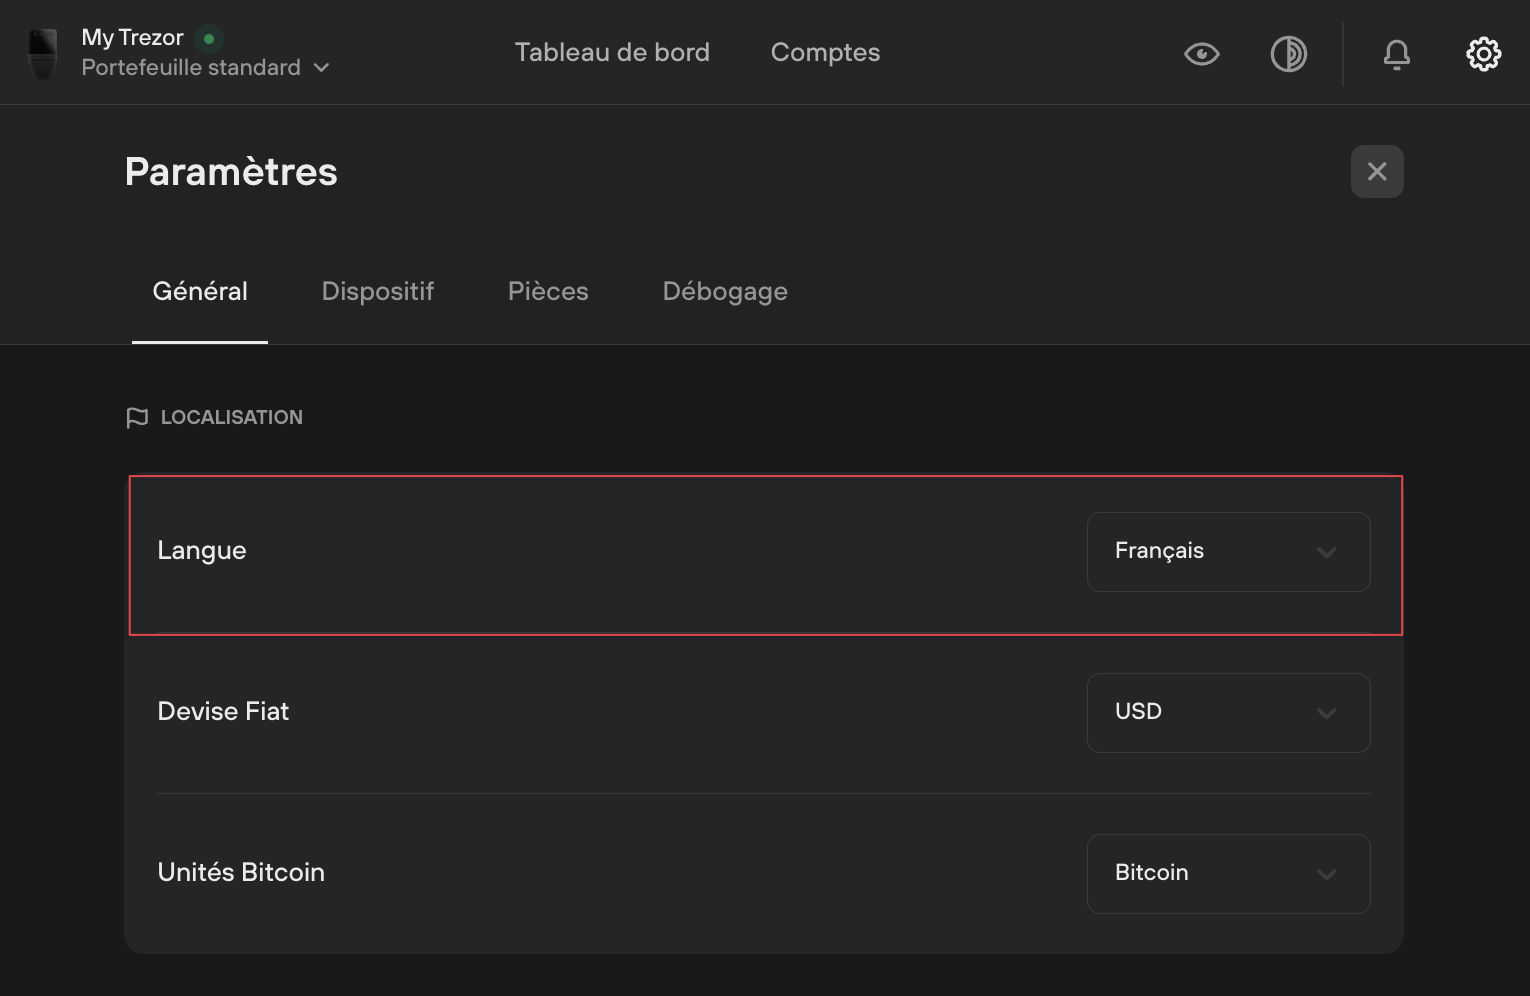 My Trezor
Portefeuille standard
Tableau de bord
Comptes
Paramètres
Général
Dispositif
Pièces
Débogage
LOCALISATION
Langue
Français
Devise Fiat
USD
Unités Bitcoin
Bitcoin